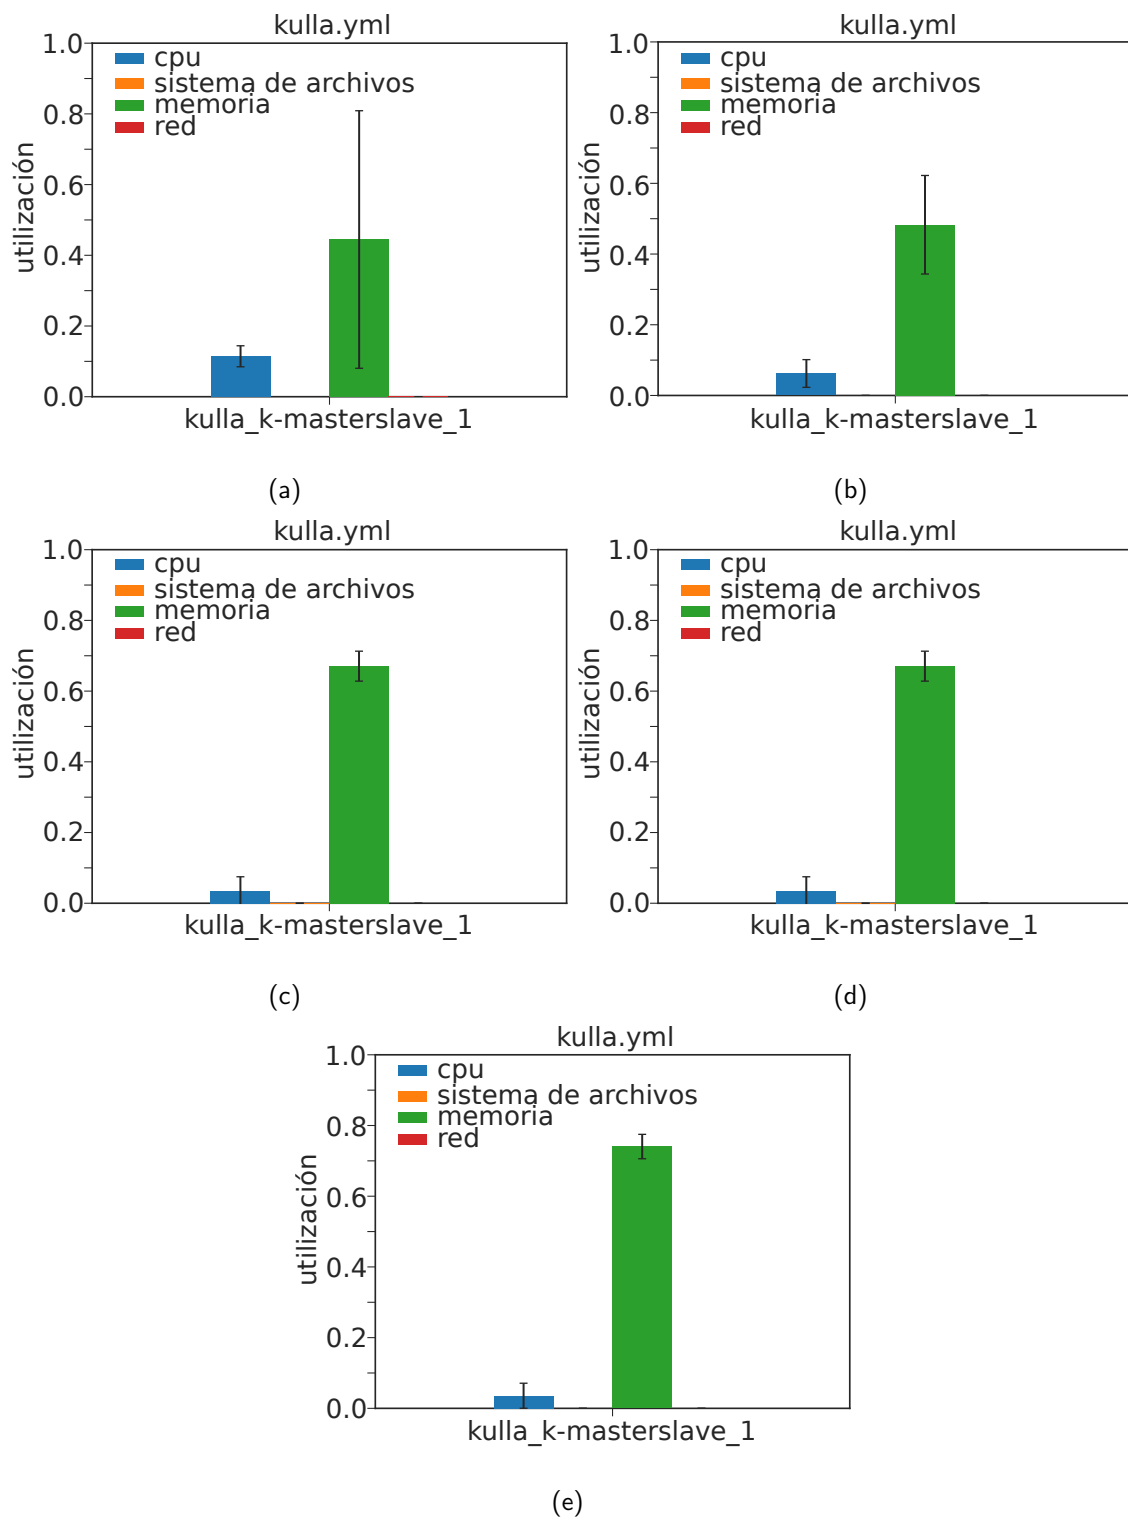 kulla.yml
1.0
0.8
0.6
0.4
0.2
0.0
utilización
cpu
sistema de archivos
memoria
red
kulla_k-masterslave_1
(a)
kulla.yml
1.0
0.8
0.6
0.4
0.2
0.0
utilización
cpu
sistema de archivos
memoria
red
kulla_k-masterslave_1
(b)
kulla.yml
1.0
0.8
0.6
0.4
0.2
0.0
utilización
cpu
sistema de archivos
memoria
red
kulla_k-masterslave_1
(c)
kulla.yml
1.0
0.8
0.6
0.4
0.2
0.0
utilización
cpu
sistema de archivos
memoria
red
kulla_k-masterslave_1
(d)
kulla.yml
1.0
0.8
0.6
0.4
0.2
0.0
utilización
cpu
sistema de archivos
memoria
red
kulla_k-masterslave_1
(e)